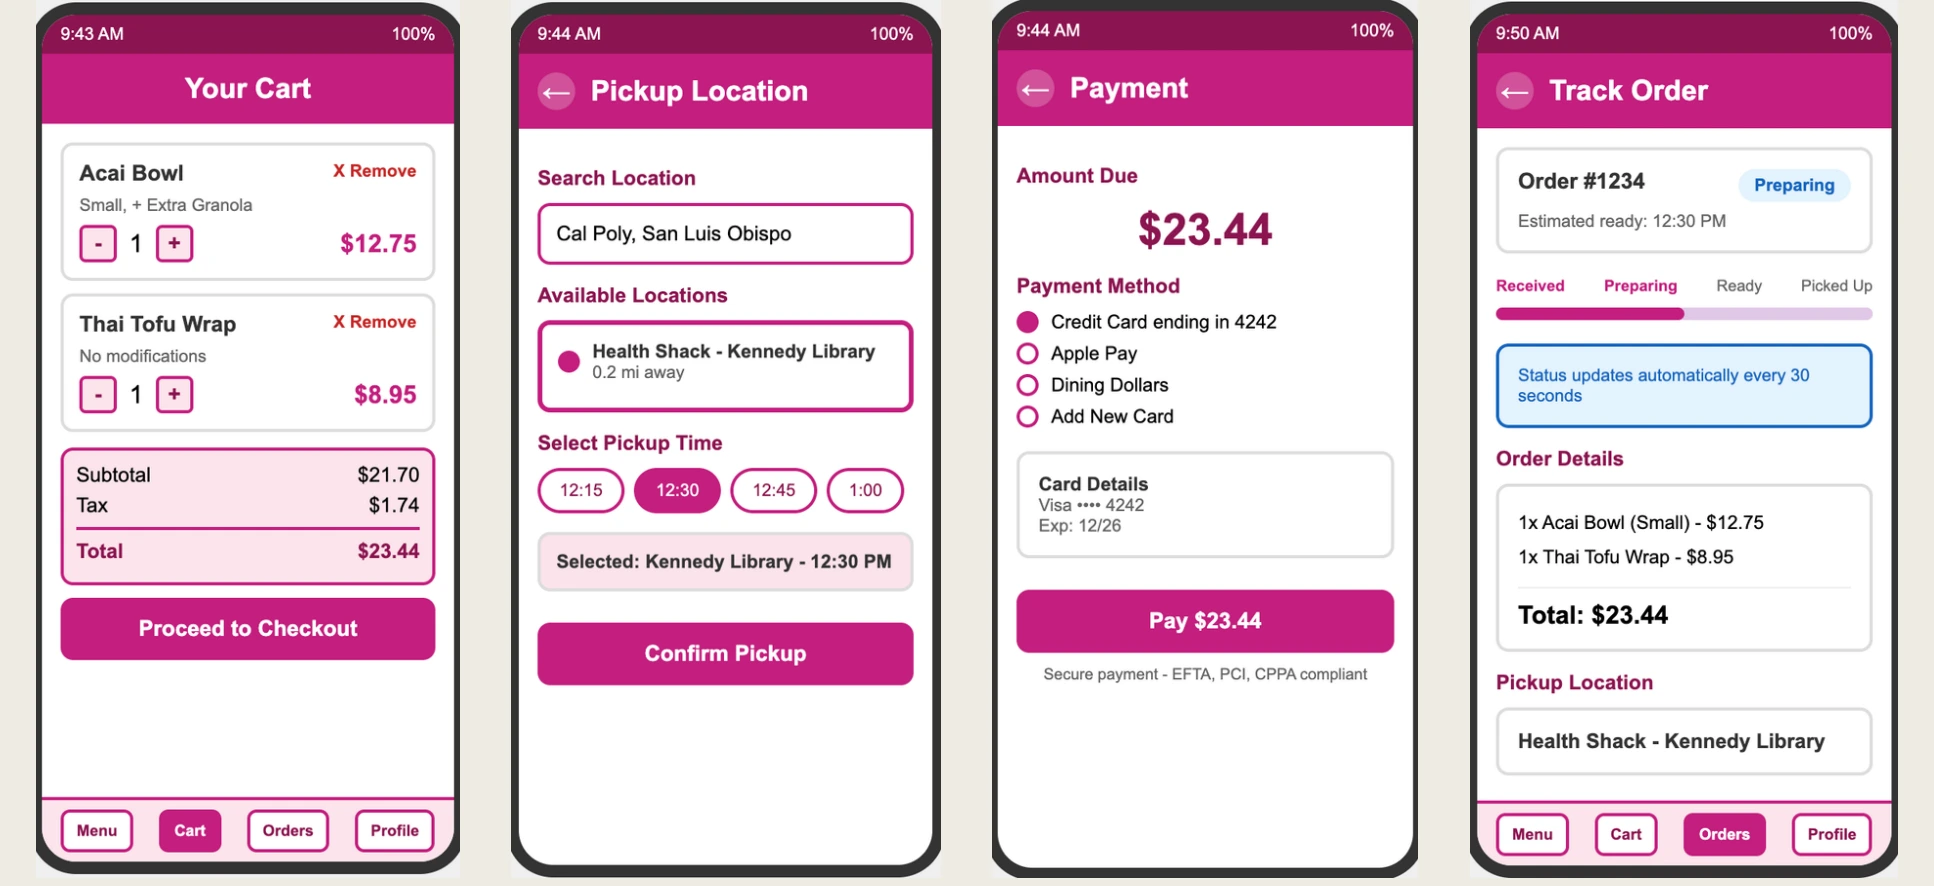 9:43 AM 100%
Your Cart
Acai Bowl X Remove
Small, + Extra Granola
- 1 + $12.75
Thai Tofu Wrap X Remove
No modifications
- 1 + $8.95
Subtotal $21.70
Tax $1.74
Total $23.44
Proceed to Checkout
Menu Cart Orders Profile
9:44 AM 100%
← Pickup Location
Search Location
Cal Poly, San Luis Obispo
Available Locations
Health Shack - Kennedy Library
0.2 mi away
Select Pickup Time
12:15 12:30 12:45 1:00
Selected: Kennedy Library - 12:30 PM
Confirm Pickup
9:44 AM 100%
← Payment
Amount Due
$23.44
Payment Method
Credit Card ending in 4242
Apple Pay
Dining Dollars
Add New Card
Card Details
Visa •••• 4242
Exp: 12/26
Pay $23.44
Secure payment - EFTA, PCI, CPPA compliant
9:50 AM 100%
← Track Order
Order #1234 Preparing
Estimated ready: 12:30 PM
Received Preparing Ready Picked Up
Status updates automatically every 30
seconds
Order Details
1x Acai Bowl (Small) - $12.75
1x Thai Tofu Wrap - $8.95
Total: $23.44
Pickup Location
Health Shack - Kennedy Library
Menu Cart Orders Profile